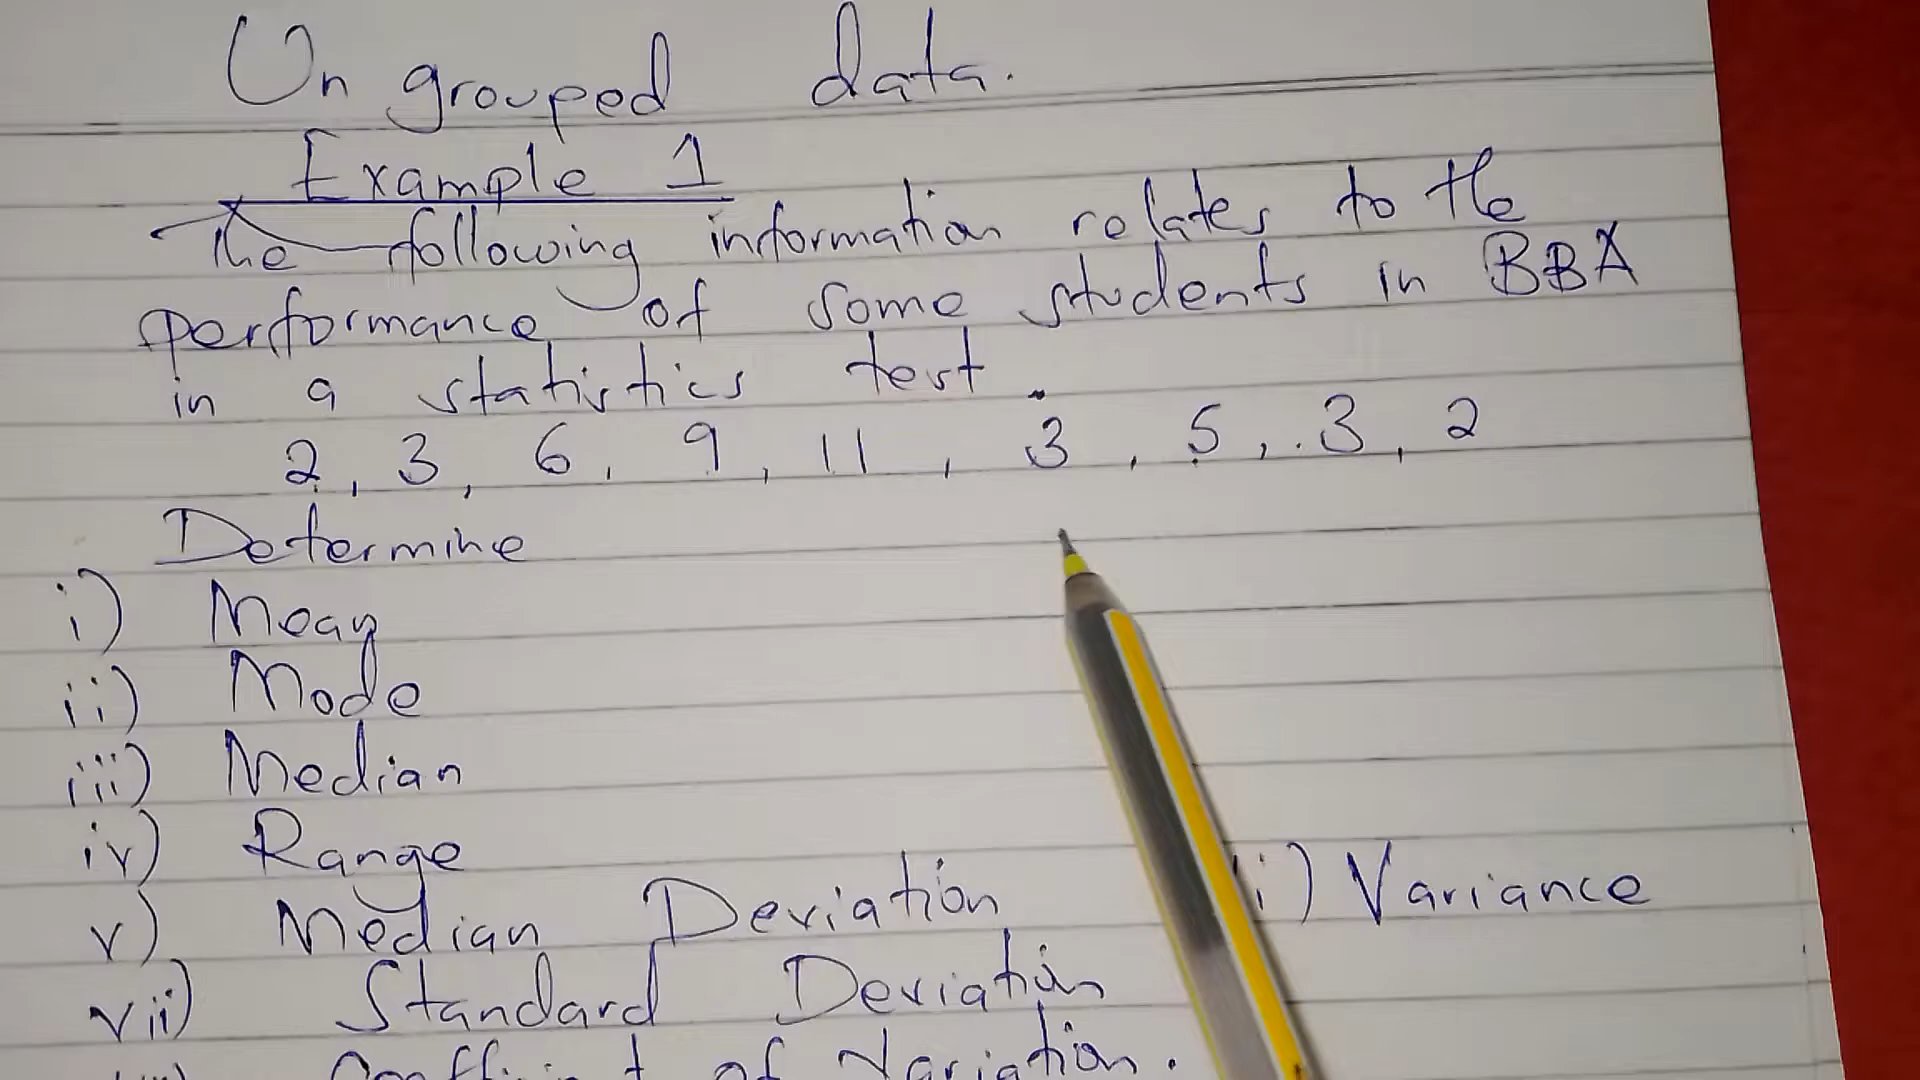 Un grouped data.
Example 1
The following information relates to the
performance of some students in BBA
in a statistics test.
2, 3, 6, 9, 11, 3, 5, 3, 2
Determine
i) Mean
ii) Mode
iii) Median
iv) Range
v) Median Deviation i) Variance
vii) Standard Deviation
of Variation.